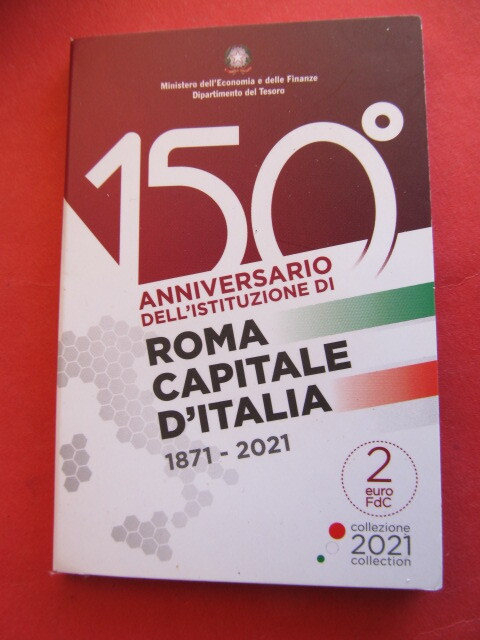 Ministero dell'Economia e delle Finanze
Dipartimento del Tesoro
150°
ANNIVERSARIO
DELL'ISTITUZIONE DI
ROMA
CAPITALE
D'ITALIA
1871 - 2021
2
euro
FdC
collezione
2021
collection